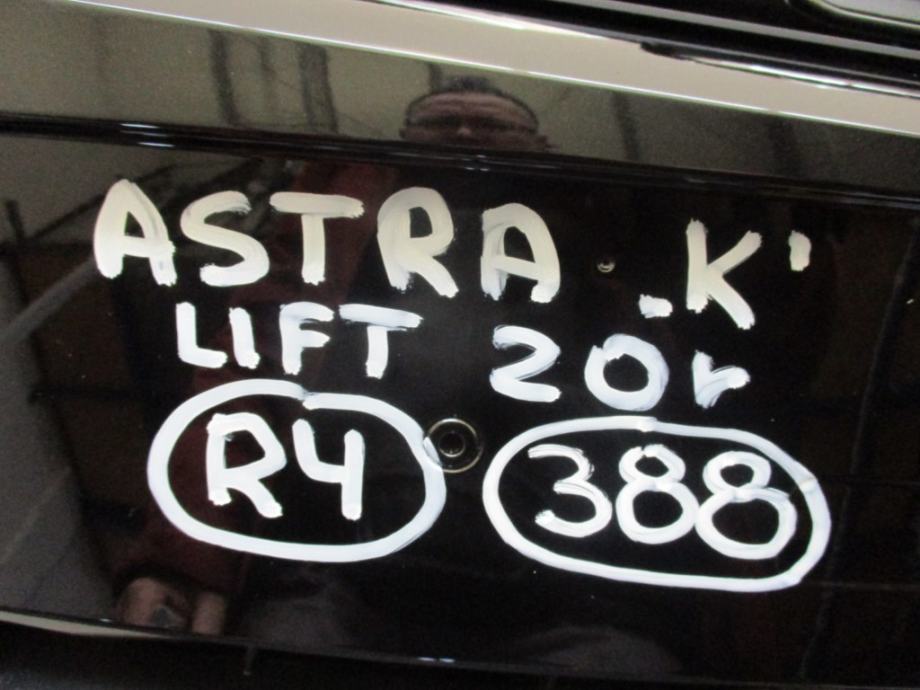 ASTRA .K'
LIFT 20r
R4 388